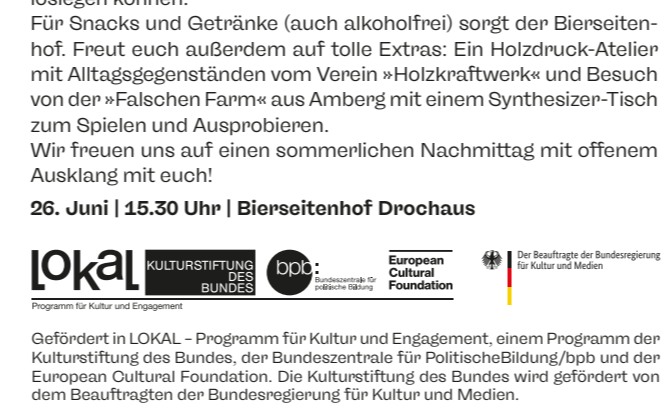 loslegen können.
Für Snacks und Getränke (auch alkoholfrei) sorgt der Bierseiten-
hof. Freut euch außerdem auf tolle Extras: Ein Holzdruck-Atelier
mit Alltagsgegenständen vom Verein »Holzkraftwerk« und Besuch
von der »Falschen Farm« aus Amberg mit einem Synthesizer-Tisch
zum Spielen und Ausprobieren.
Wir freuen uns auf einen sommerlichen Nachmittag mit offenem
Ausklang mit euch!
26. Juni | 15.30 Uhr | Bierseitenhof Drochaus
lokal
Programm für Kultur und Engagement
KULTURSTIFTUNG
DES
BUNDES
bpb:
Bundeszentrale für
politische Bildung
European
Cultural
Foundation
Der Beauftragte der Bundesregierung
für Kultur und Medien
Gefördert in LOKAL – Programm für Kultur und Engagement, einem Programm der
Kulturstiftung des Bundes, der Bundeszentrale für PolitischeBildung/bpb und der
European Cultural Foundation. Die Kulturstiftung des Bundes wird gefördert von
dem Beauftragten der Bundesregierung für Kultur und Medien.